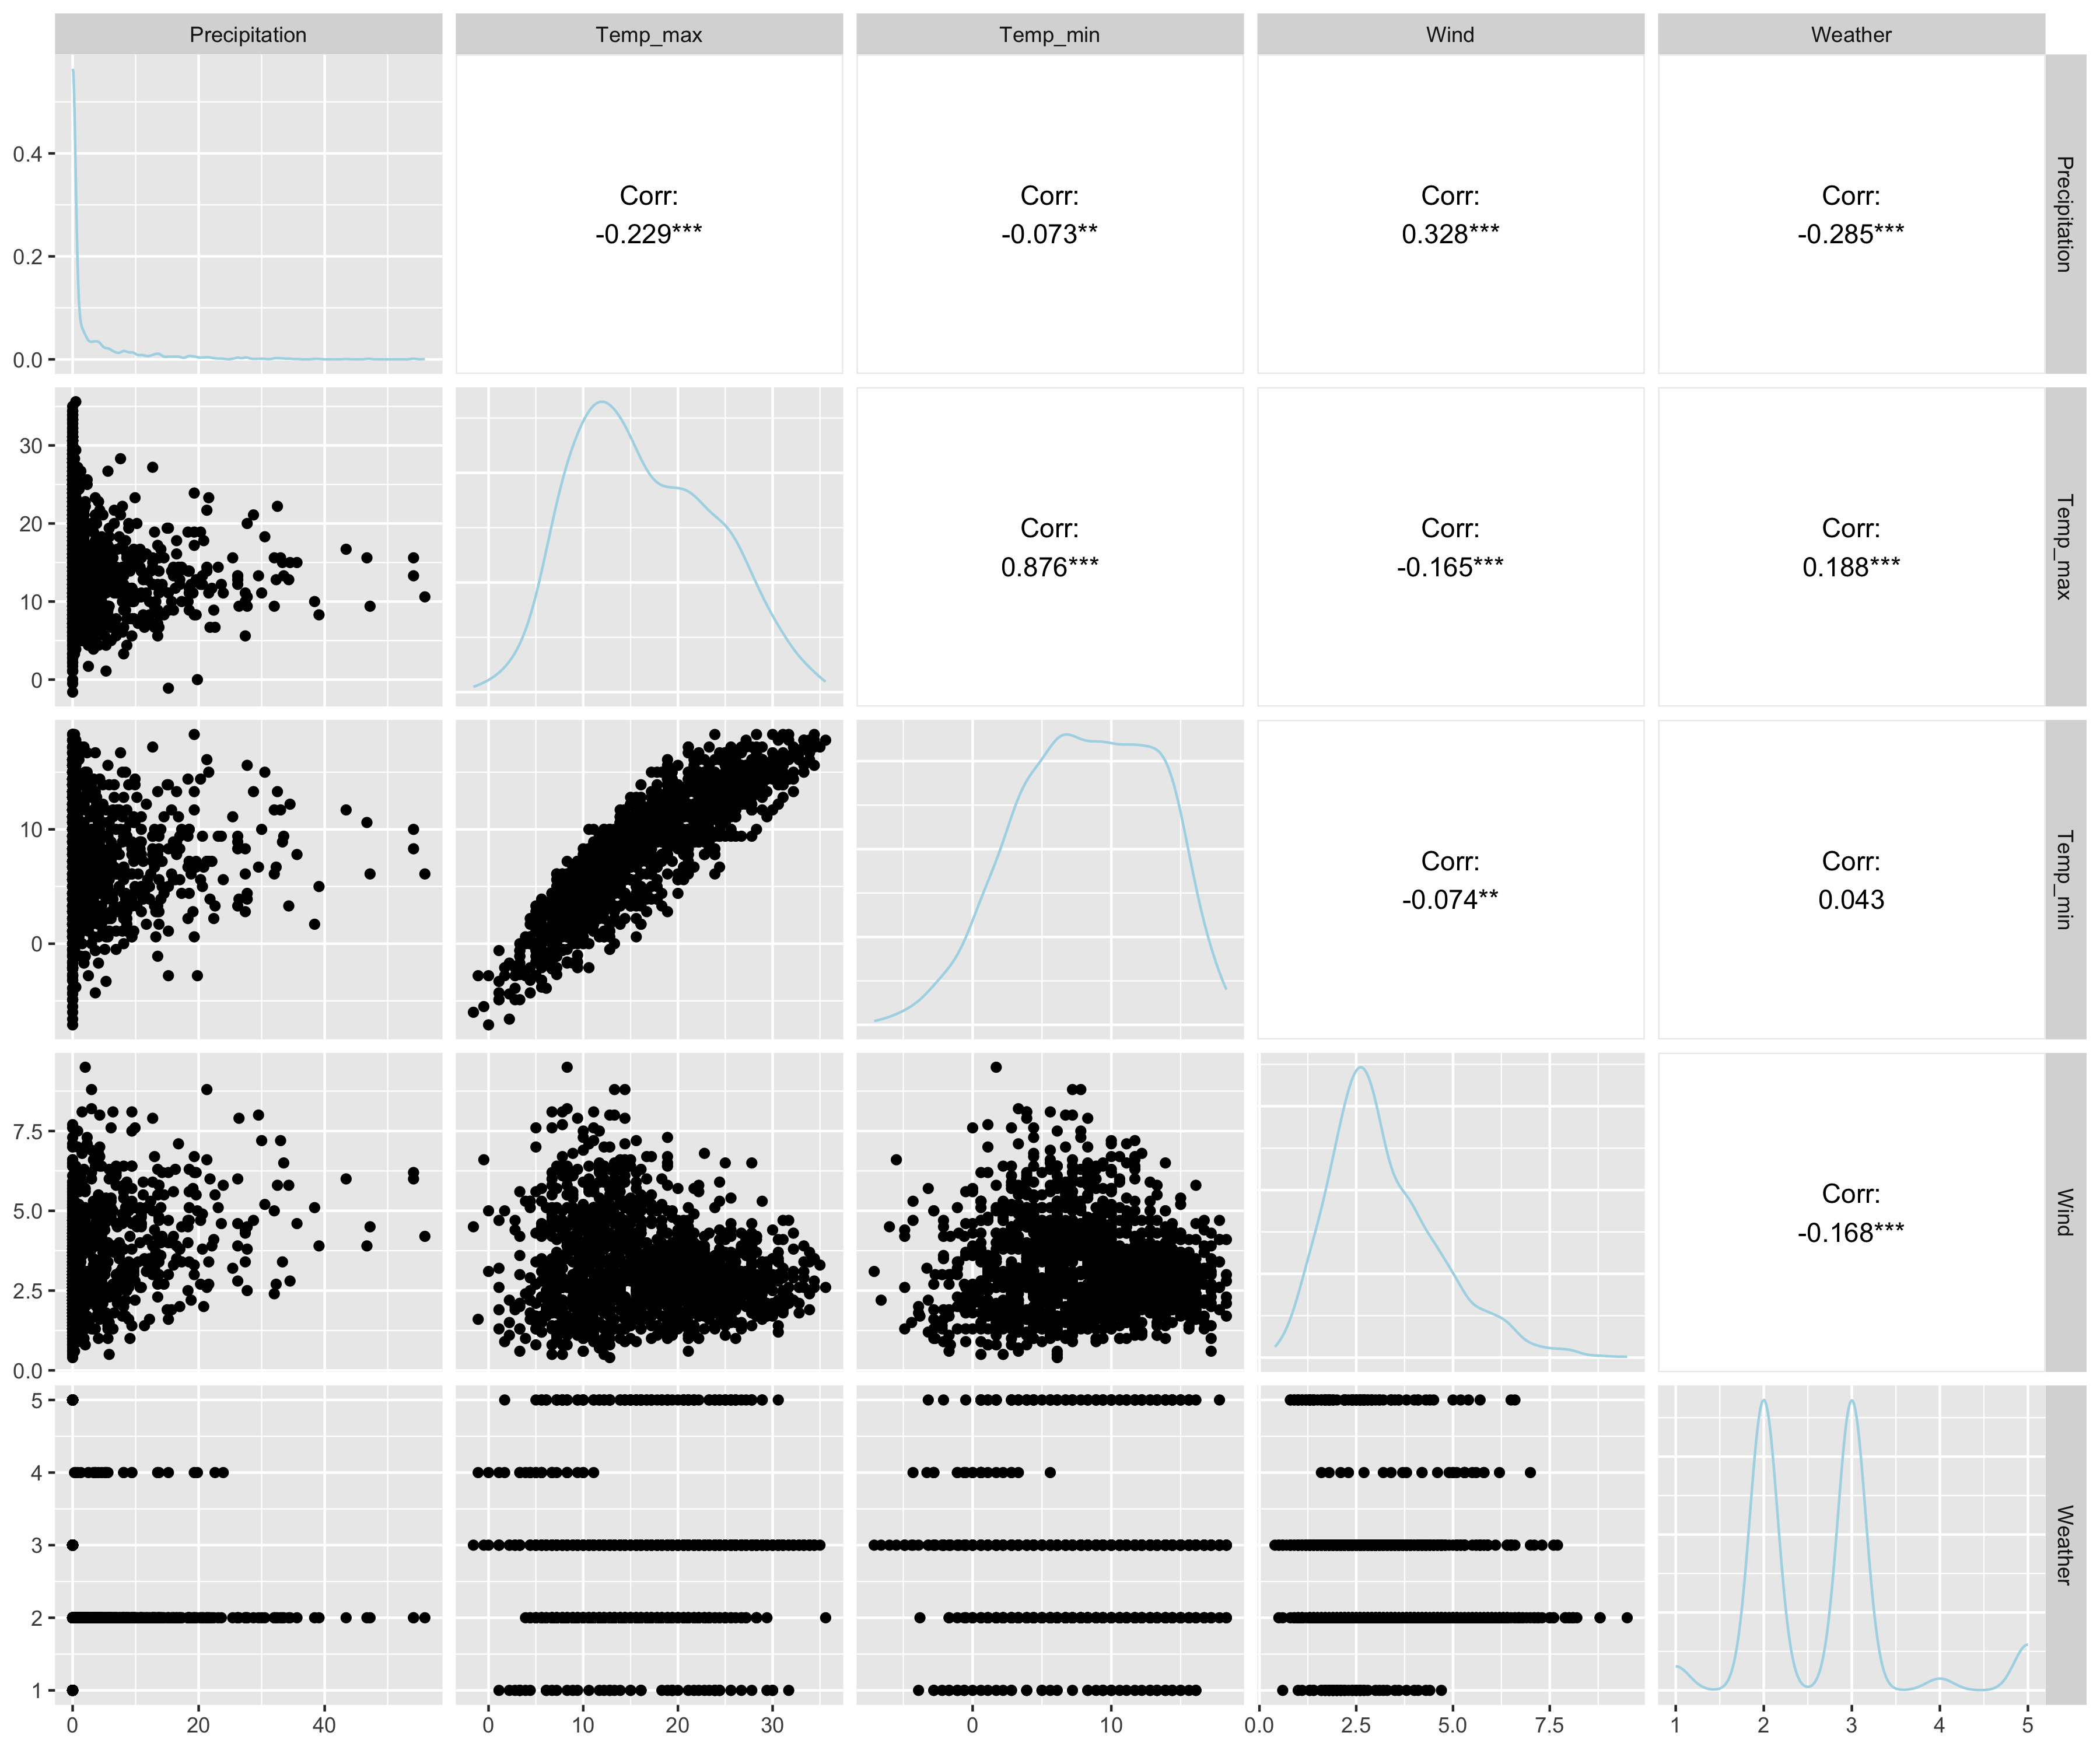 Precipitation Temp_max Temp_min Wind Weather
0.4
0.2
0.0
Corr:
-0.229***
Corr:
-0.073**
Corr:
0.328***
Corr:
-0.285***
Precipitation
30
20
10
0
Corr:
0.876***
Corr:
-0.165***
Corr:
0.188***
Temp_max
10
0
Corr:
-0.074**
Corr:
0.043
Temp_min
7.5
5.0
2.5
0.0
Corr:
-0.168***
Wind
5
4
3
2
1
Weather
0 20 40 0 10 20 30 0 10 0.0 2.5 5.0 7.5 1 2 3 4 5